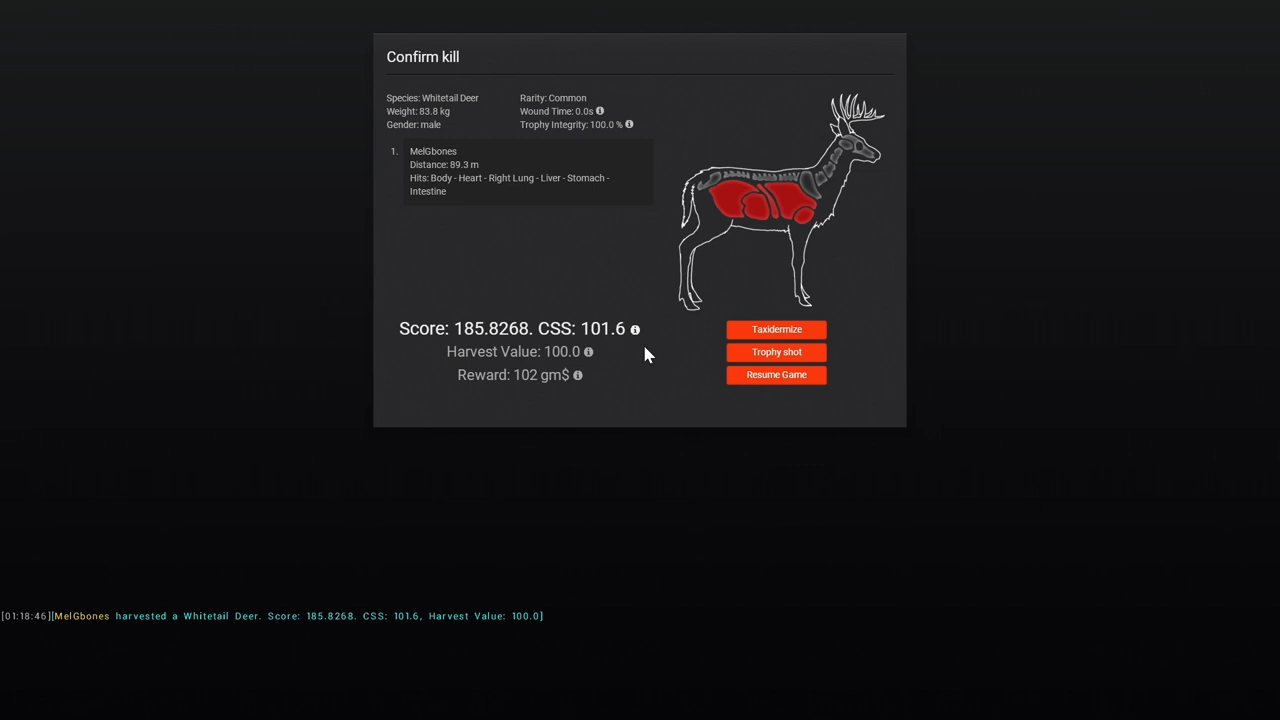 Confirm kill
Species: Whitetail Deer
Weight: 83.8 kg
Gender: male
Rarity: Common
Wound Time: 0.0s
Trophy Integrity: 100.0 %
1.
MelGbones
Distance: 89.3 m
Hits: Body - Heart - Right Lung - Liver - Stomach -
Intestine
Score: 185.8268. CSS: 101.6
Harvest Value: 100.0
Reward: 102 gm$
Taxidermize
Trophy shot
Resume Game
[01:18:46][MelGbones harvested a Whitetail Deer. Score: 185.8268. CSS: 101.6, Harvest Value: 100.0]